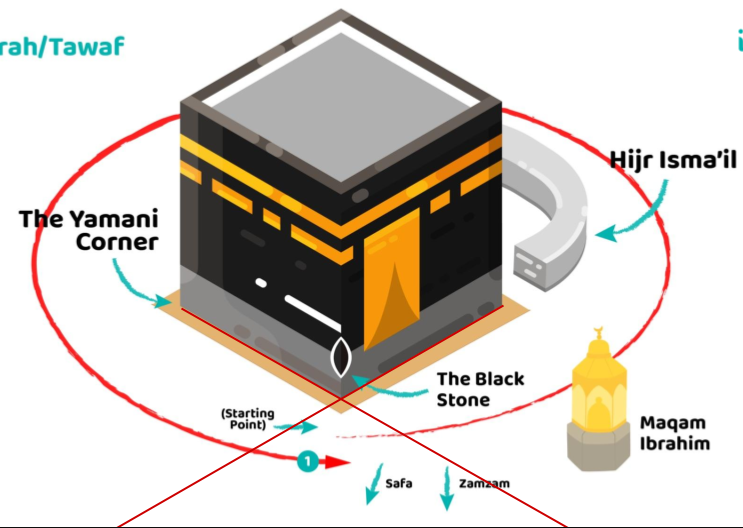 rah/Tawaf
Hijr Isma'il
The Yamani
Corner
The Black
Stone
(Starting
Point)
Maqam
Ibrahim
1
Safa
Zamzam